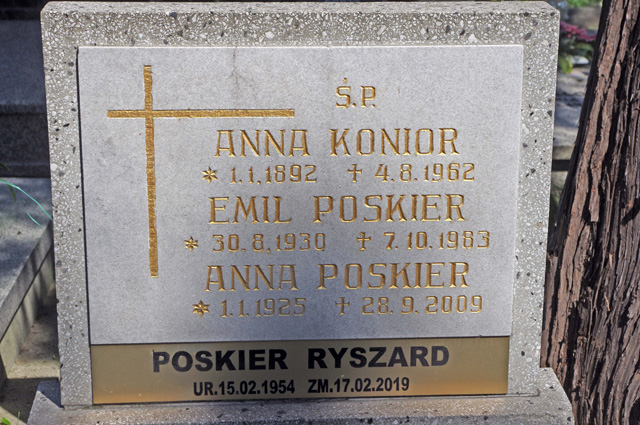 Ś.P.
ANNA KONIOR
* 1.1.1892 ✝ 4.8.1962
EMIL POSKIER
* 30.8.1930 ✝ 7.10.1983
ANNA POSKIER
* 1.1.1925 ✝ 28.9.2009
POSKIER RYSZARD
UR.15.02.1954 ZM.17.02.2019